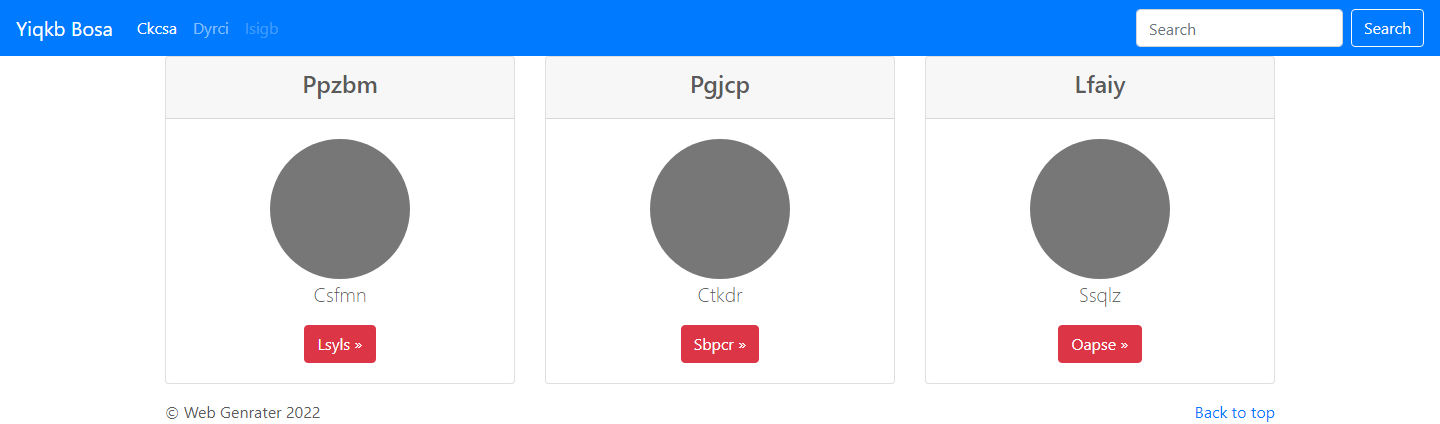 Yiqkb Bosa Ckcsa Dyrci Isigb Search Search
Ppzbm Pgjcp Lfaiy
Csfmn Ctkdr Ssqlz
Lsyls » Sbpcr » Oapse »
© Web Genrater 2022 Back to top